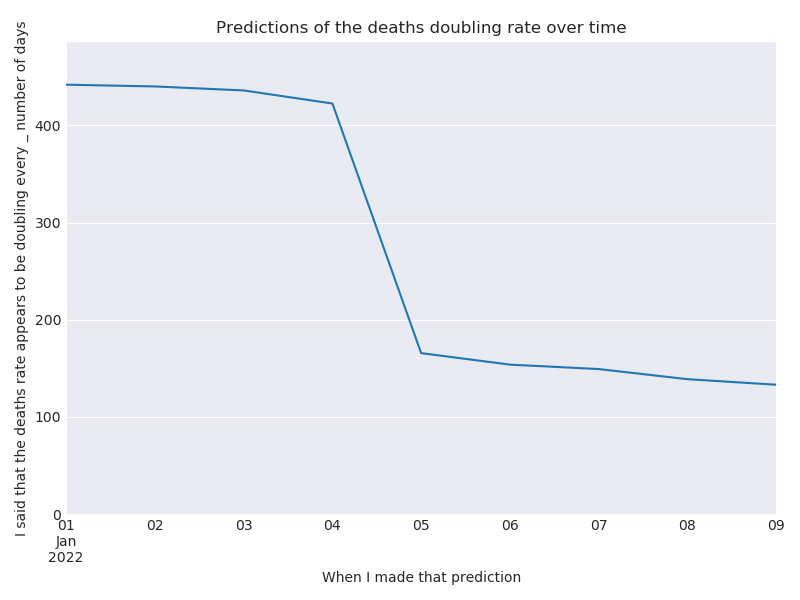 Predictions of the deaths doubling rate over time
I said that the deaths rate appears to be doubling every _ number of days
400
300
200
100
0
01 02 03 04 05 06 07 08 09
Jan
2022
When I made that prediction